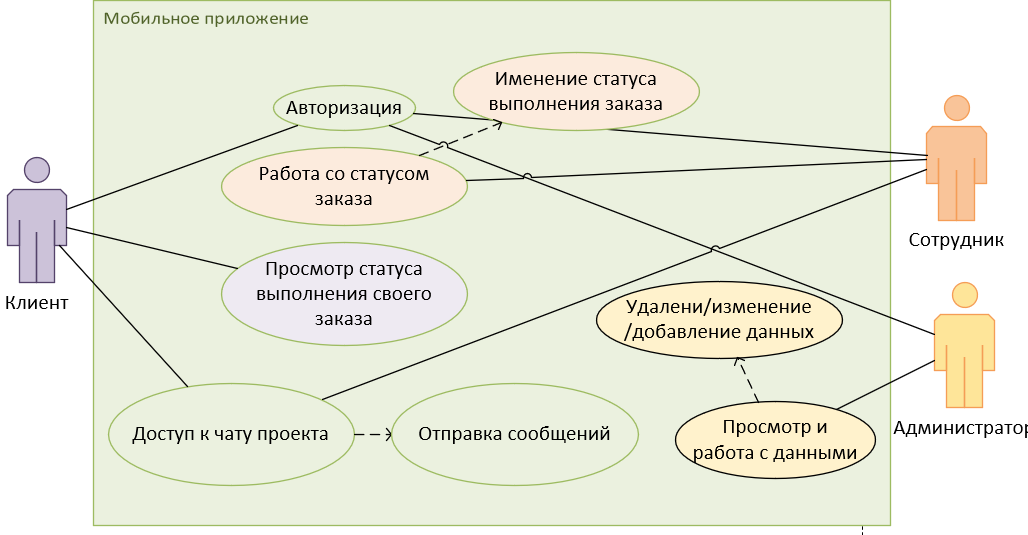 Мобильное приложение
Именение статуса
выполнения заказа
Авторизация
Работа со статусом
заказа
Сотрудник
Просмотр статуса
выполнения своего
заказа
Клиент
Удалени/изменение
/добавление данных
Доступ к чату проекта
Отправка сообщений
Просмотр и
работа с данными
Администратор